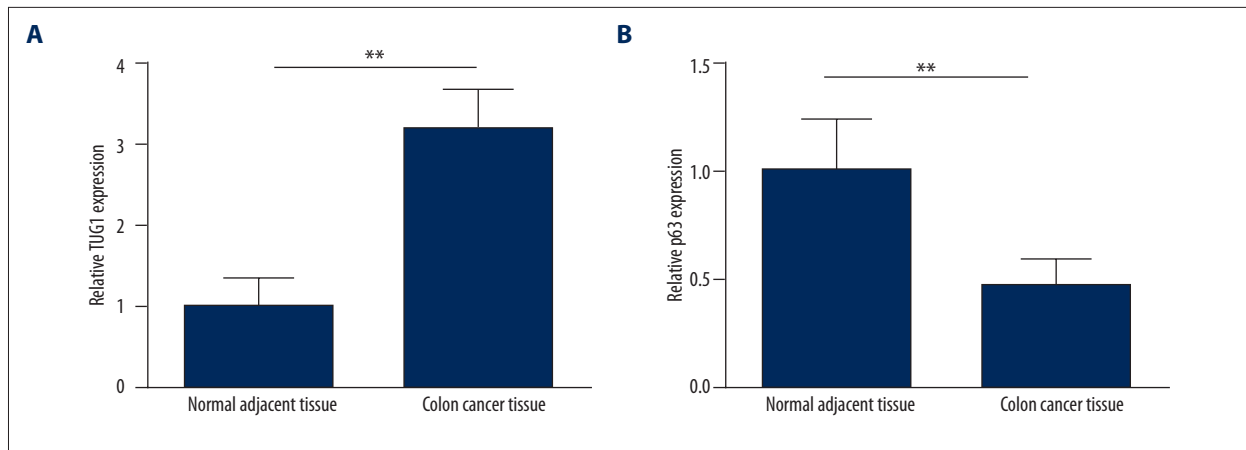 A
**
Relative TUG1 expression
4
3
2
1
0
Normal adjacent tissue
Colon cancer tissue
B
**
Relative p63 expression
1.5
1.0
0.5
0.0
Normal adjacent tissue
Colon cancer tissue